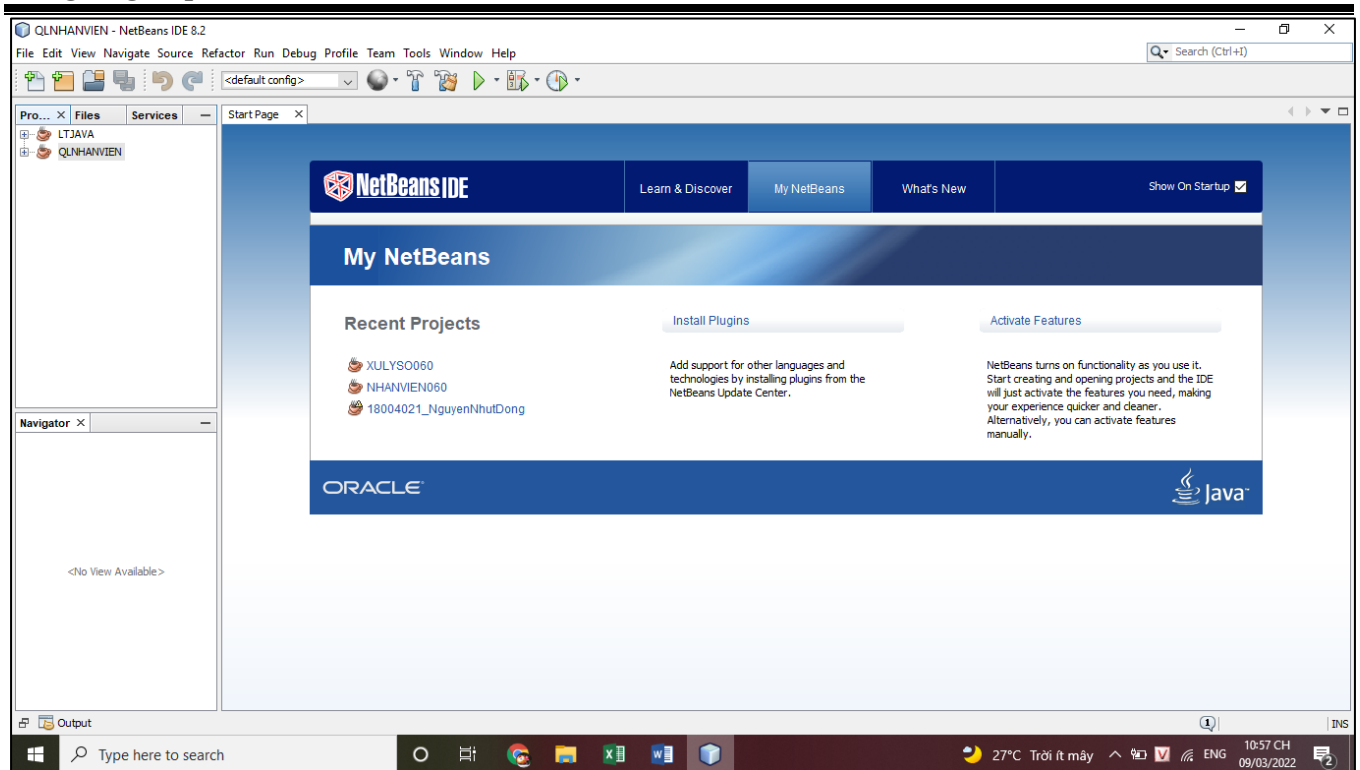 QLNHANVIEN - NetBeans IDE 8.2
File Edit View Navigate Source Refactor Run Debug Profile Team Tools Window Help
Search (Ctrl+I)
<default config>
Pro... Files Services
Start Page
LTJAVA
QLNHANVIEN
NetBeans IDE
Learn & Discover
My NetBeans
What's New
Show On Startup
My NetBeans
Recent Projects
XULYSO060
NHANVIEN060
18004021_NguyenNhutDong
Install Plugins
Add support for other languages and
technologies by installing plugins from the
NetBeans Update Center.
Activate Features
NetBeans turns on functionality as you use it.
Start creating and opening projects and the IDE
will just activate the features you need, making
your experience quicker and cleaner.
Alternatively, you can activate features
manually.
ORACLE
Java
Navigator
<No View Available>
Output
1
INS
Type here to search
27°C Trời ít mây
ENG
10:57 CH
09/03/2022
2